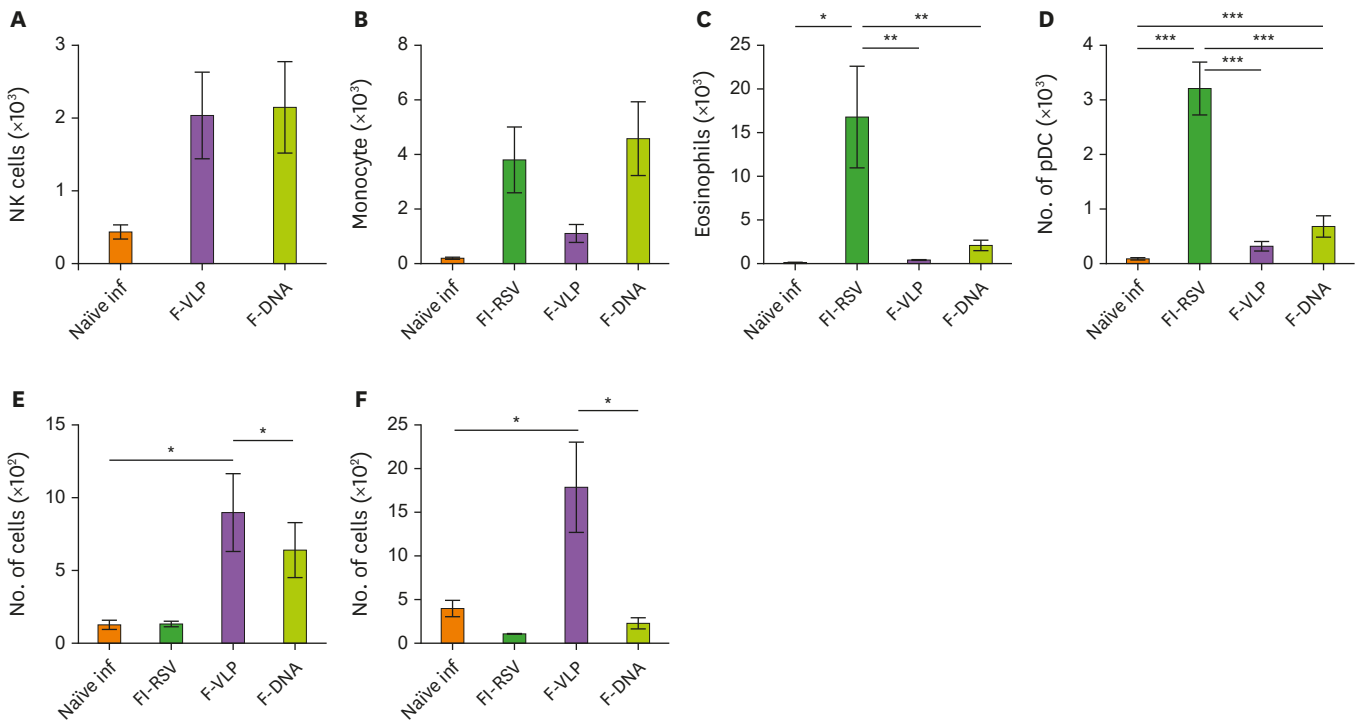 A
NK cells (×10³)
3
2
1
0
Naïve inf
F-VLP
F-DNA
B
Monocyte (×10³)
8
6
4
2
0
Naïve inf
FI-RSV
F-VLP
F-DNA
C
Eosinophils (×10³)
25
20
15
10
5
0
*
**
**
Naïve inf
FI-RSV
F-VLP
F-DNA
D
No. of pDC (×10³)
4
3
2
1
0
***
***
***
***
Naïve inf
FI-RSV
F-VLP
F-DNA
E
No. of cells (×10²)
15
10
5
0
*
*
Naïve inf
FI-RSV
F-VLP
F-DNA
F
No. of cells (×10²)
25
20
15
10
5
0
*
*
Naïve inf
FI-RSV
F-VLP
F-DNA